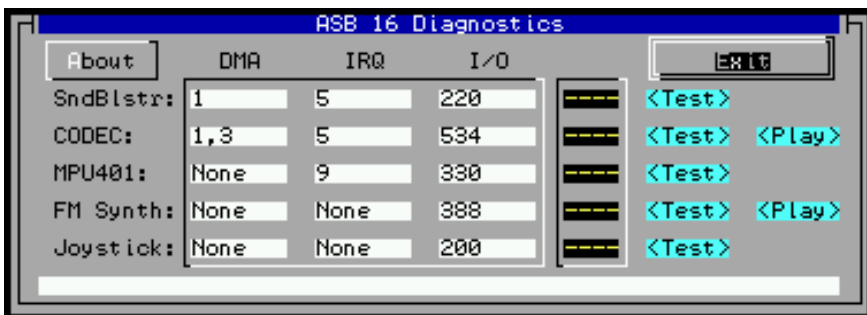 ASB 16 Diagnostics
About DMA IRQ I/O Exit
SndBlstr: 1 5 220 ---- <Test>
CODEC: 1,3 5 534 ---- <Test> <Play>
MPU401: None 9 330 ---- <Test>
FM Synth: None None 388 ---- <Test> <Play>
Joystick: None None 200 ---- <Test>